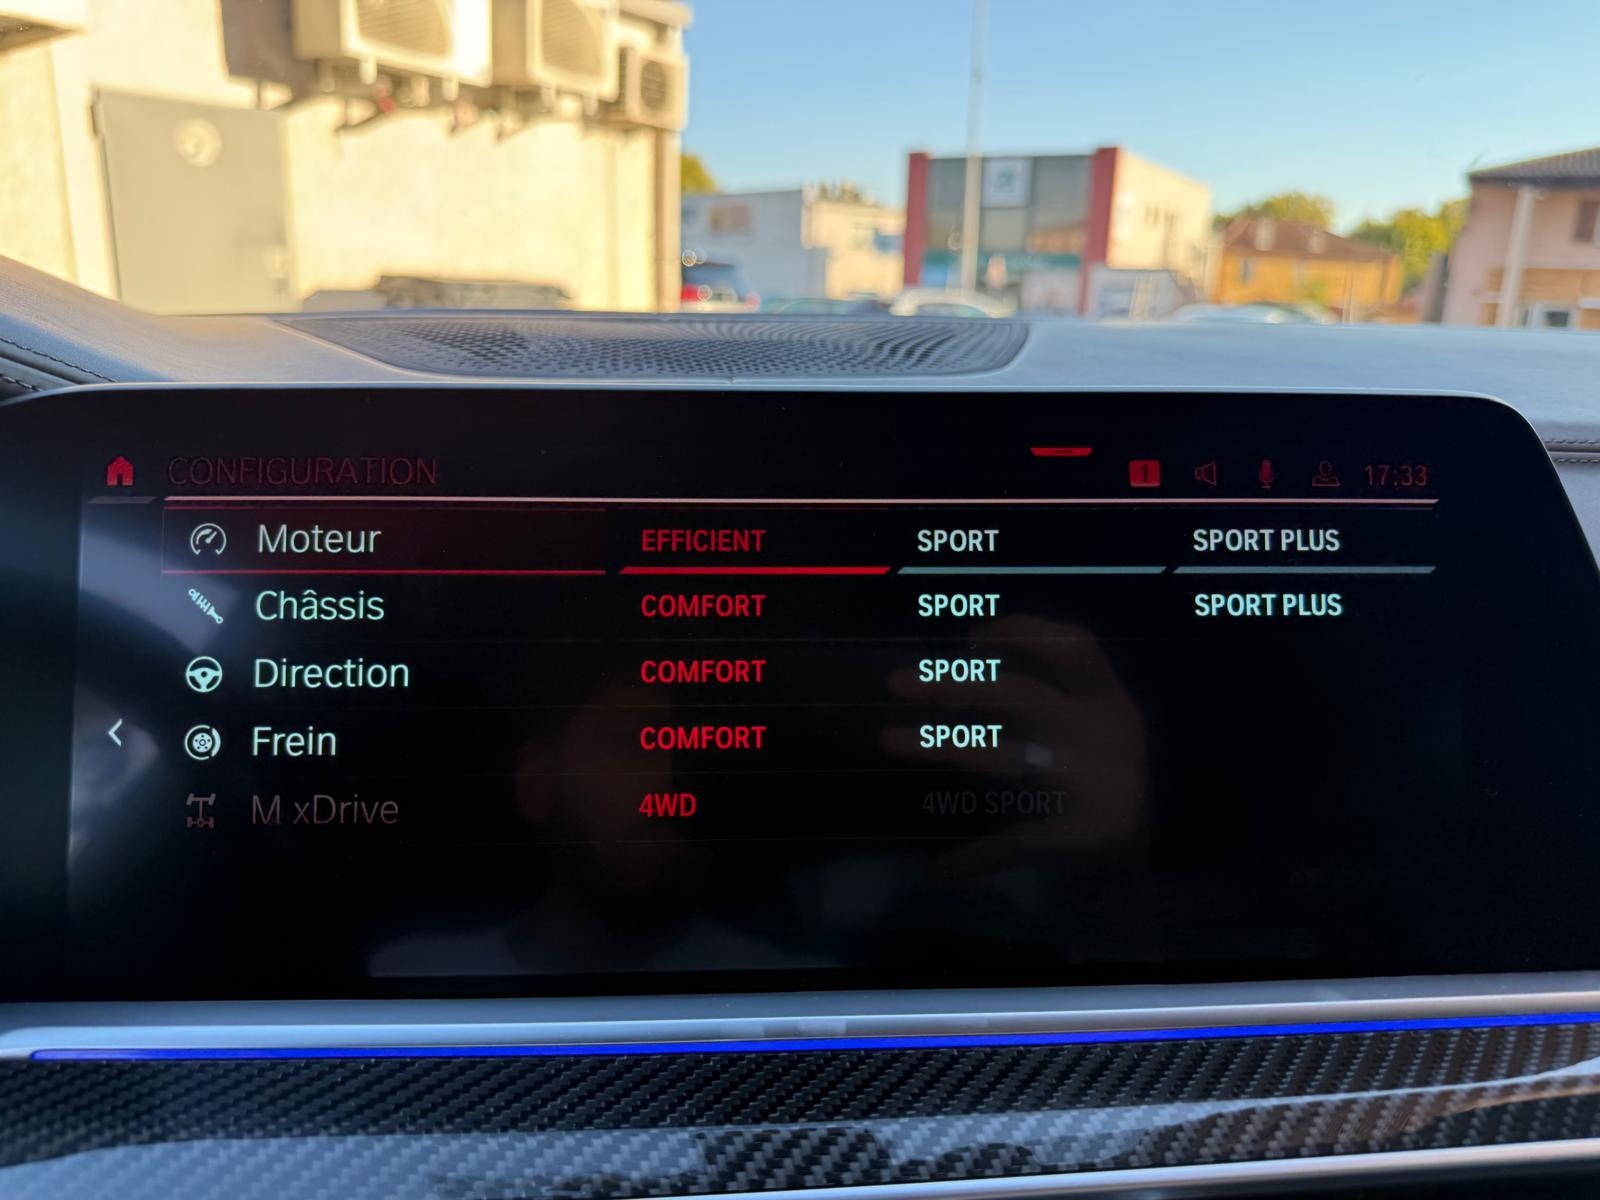 CONFIGURATION 17:33
Moteur EFFICIENT SPORT SPORT PLUS
Châssis COMFORT SPORT SPORT PLUS
Direction COMFORT SPORT
Frein COMFORT SPORT
M xDrive 4WD 4WD SPORT